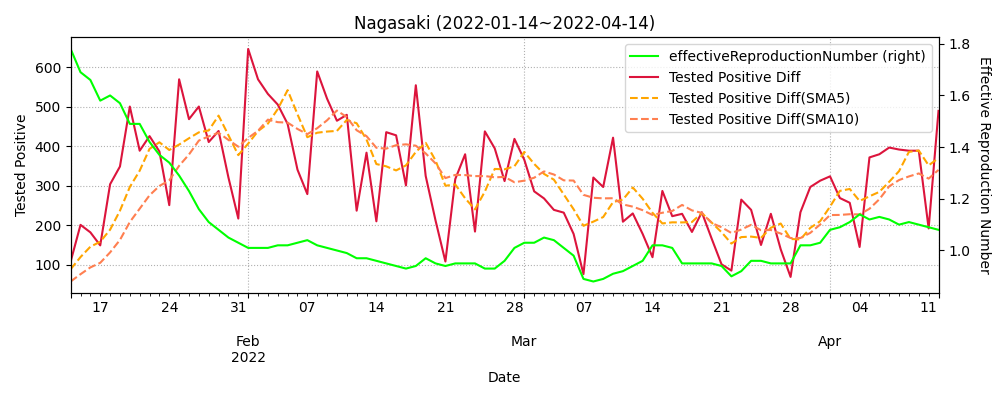 Nagasaki (2022-01-14~2022-04-14)
effectiveReproductionNumber (right)
Tested Positive Diff
Tested Positive Diff(SMA5)
Tested Positive Diff(SMA10)
Tested Positive
600
500
400
300
200
100
1.8
1.6
1.4
1.2
1.0
Effective Reproduction Number
17 24 31 07 14 21 28 07 14 21 28 04 11
Feb Mar Apr
2022
Date